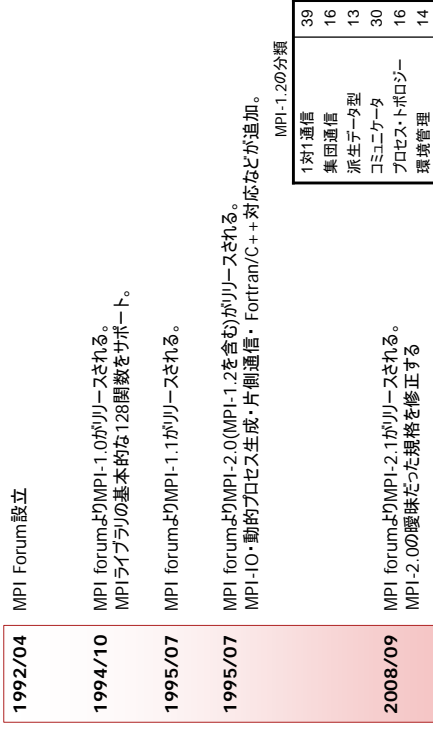 1992/04 MPI Forum設立
1994/10 MPI forumよりMPI-1.0がリリースされる。
MPIライブラリの基本的な128関数をサポート。
1995/07 MPI forumよりMPI-1.1がリリースされる。
1995/07 MPI forumよりMPI-2.0(MPI-1.2を含む)がリリースされる。
MPI-IO・動的プロセス生成・片側通信・Fortran/C++対応などが追加。
2008/09 MPI forumよりMPI-2.1がリリースされる。
MPI-2.0の曖昧だった規格を修正する
MPI-1.2の分類
1対1通信 39
集団通信 16
派生データ型 13
コミュニケータ 30
プロセス・トポロジー 16
環境管理 14